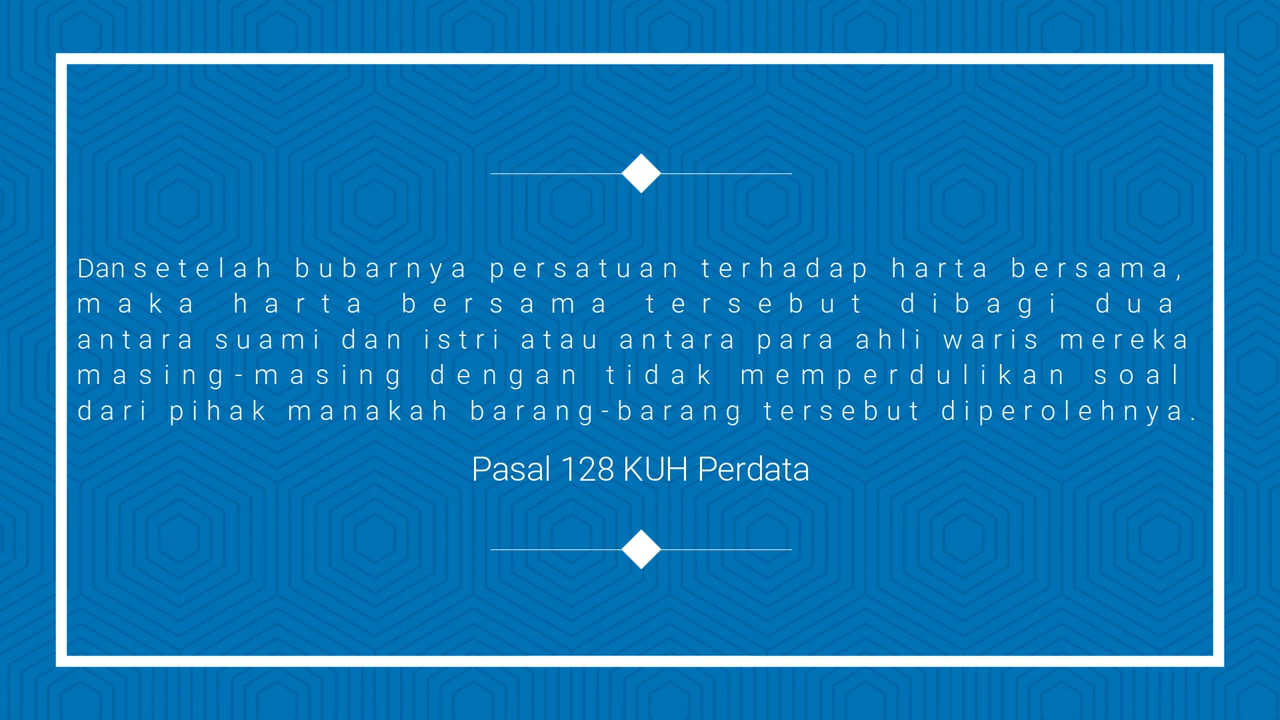 Dansetelah bubarnya persatuan terhadap harta bersama,
maka harta bersama tersebut dibagi dua
antara suami dan istri atau antara para ahli waris mereka
masing-masing dengan tidak memperdulikan soal
dari pihak manakah barang-barang tersebut diperolehnya.
Pasal 128 KUH Perdata